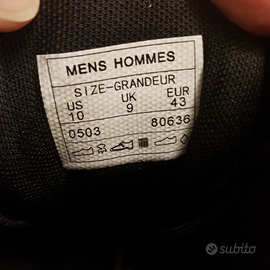 MENS HOMMES
SIZE-GRANDEUR
US UK EUR
10 9 43
0503 80636
subito